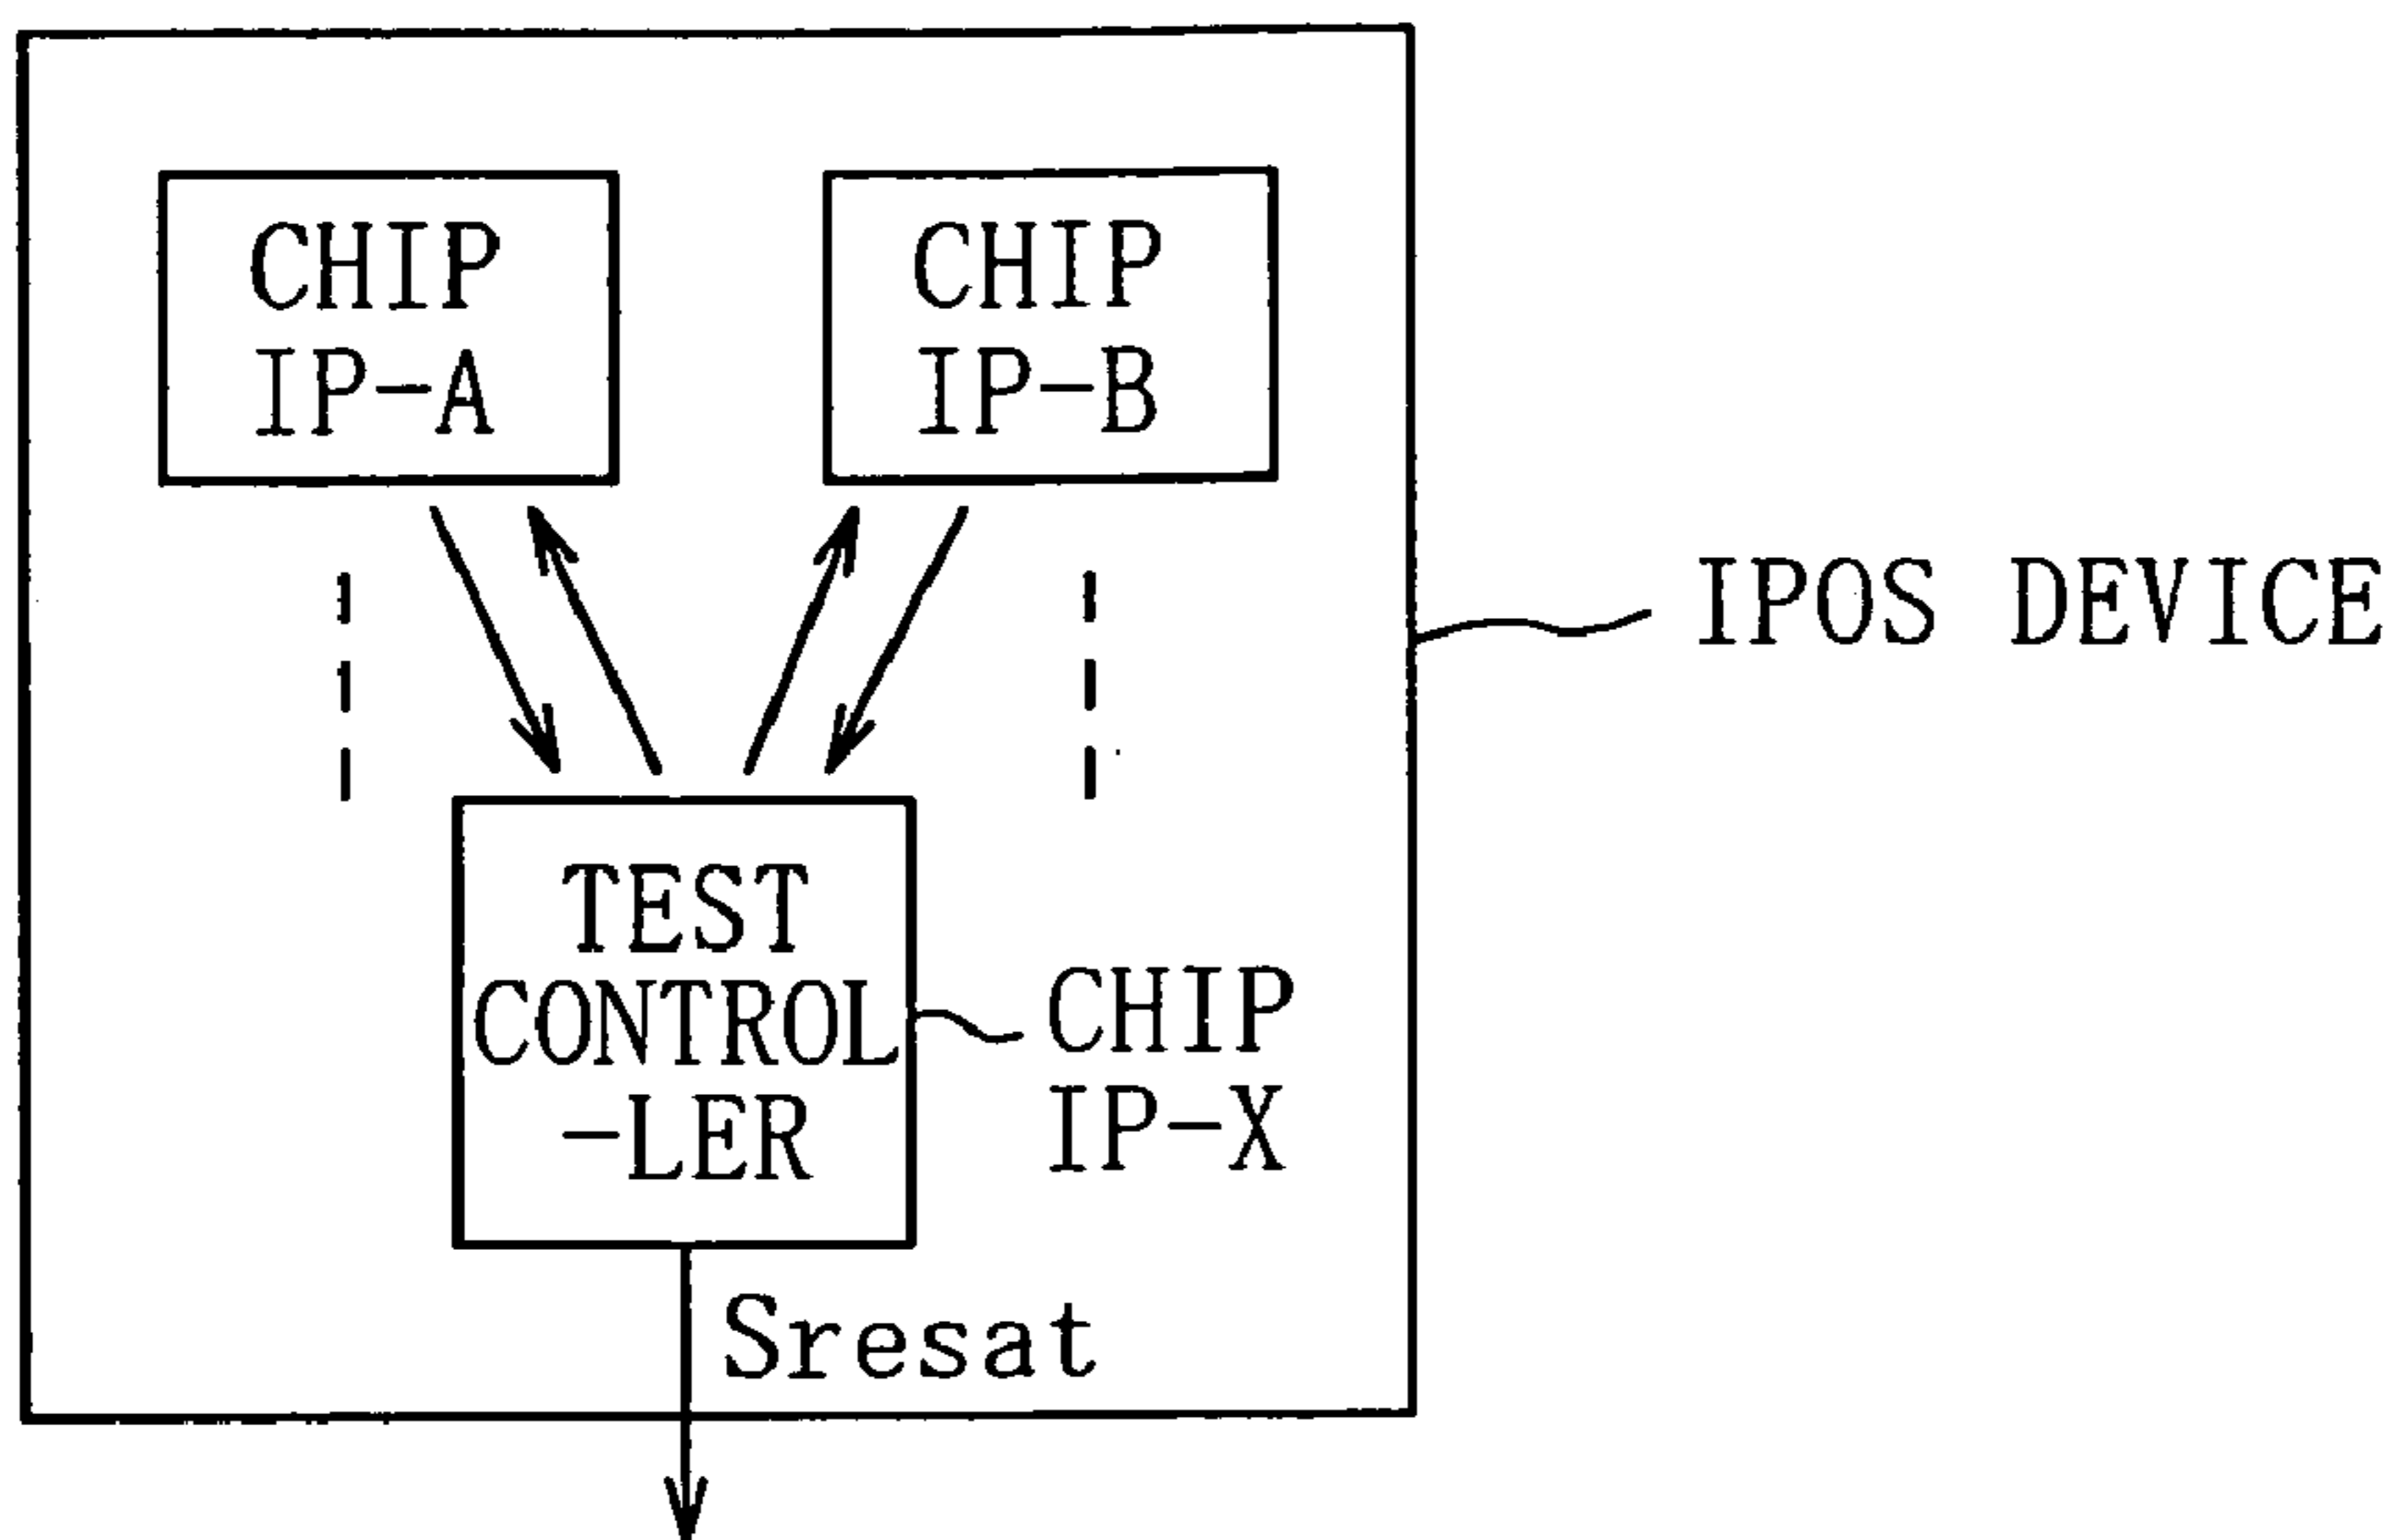 CHIP
IP-A
CHIP
IP-B
IPOS DEVICE
TEST
CONTROL
-LER
CHIP
IP-X
Sresat